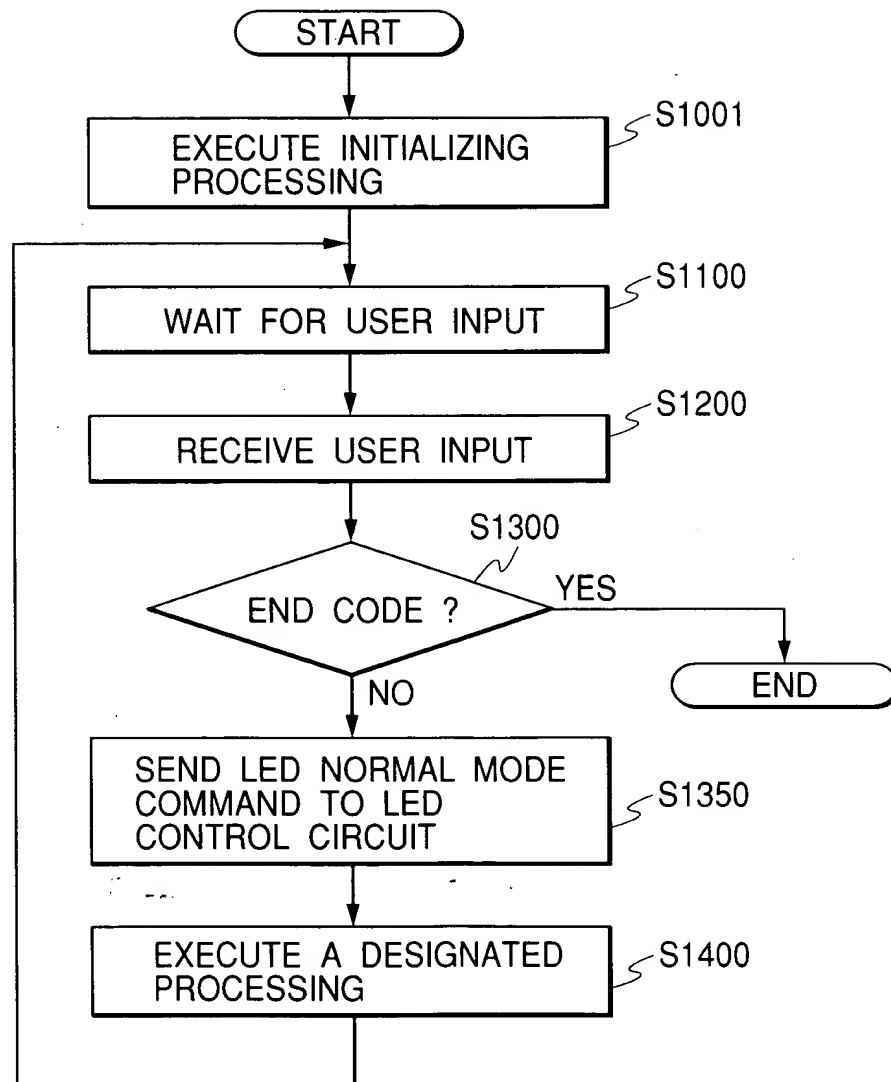 START
EXECUTE INITIALIZING
PROCESSING
S1001
WAIT FOR USER INPUT
S1100
RECEIVE USER INPUT
S1200
S1300
END CODE ?
YES
END
NO
SEND LED NORMAL MODE
COMMAND TO LED
CONTROL CIRCUIT
S1350
EXECUTE A DESIGNATED
PROCESSING
S1400